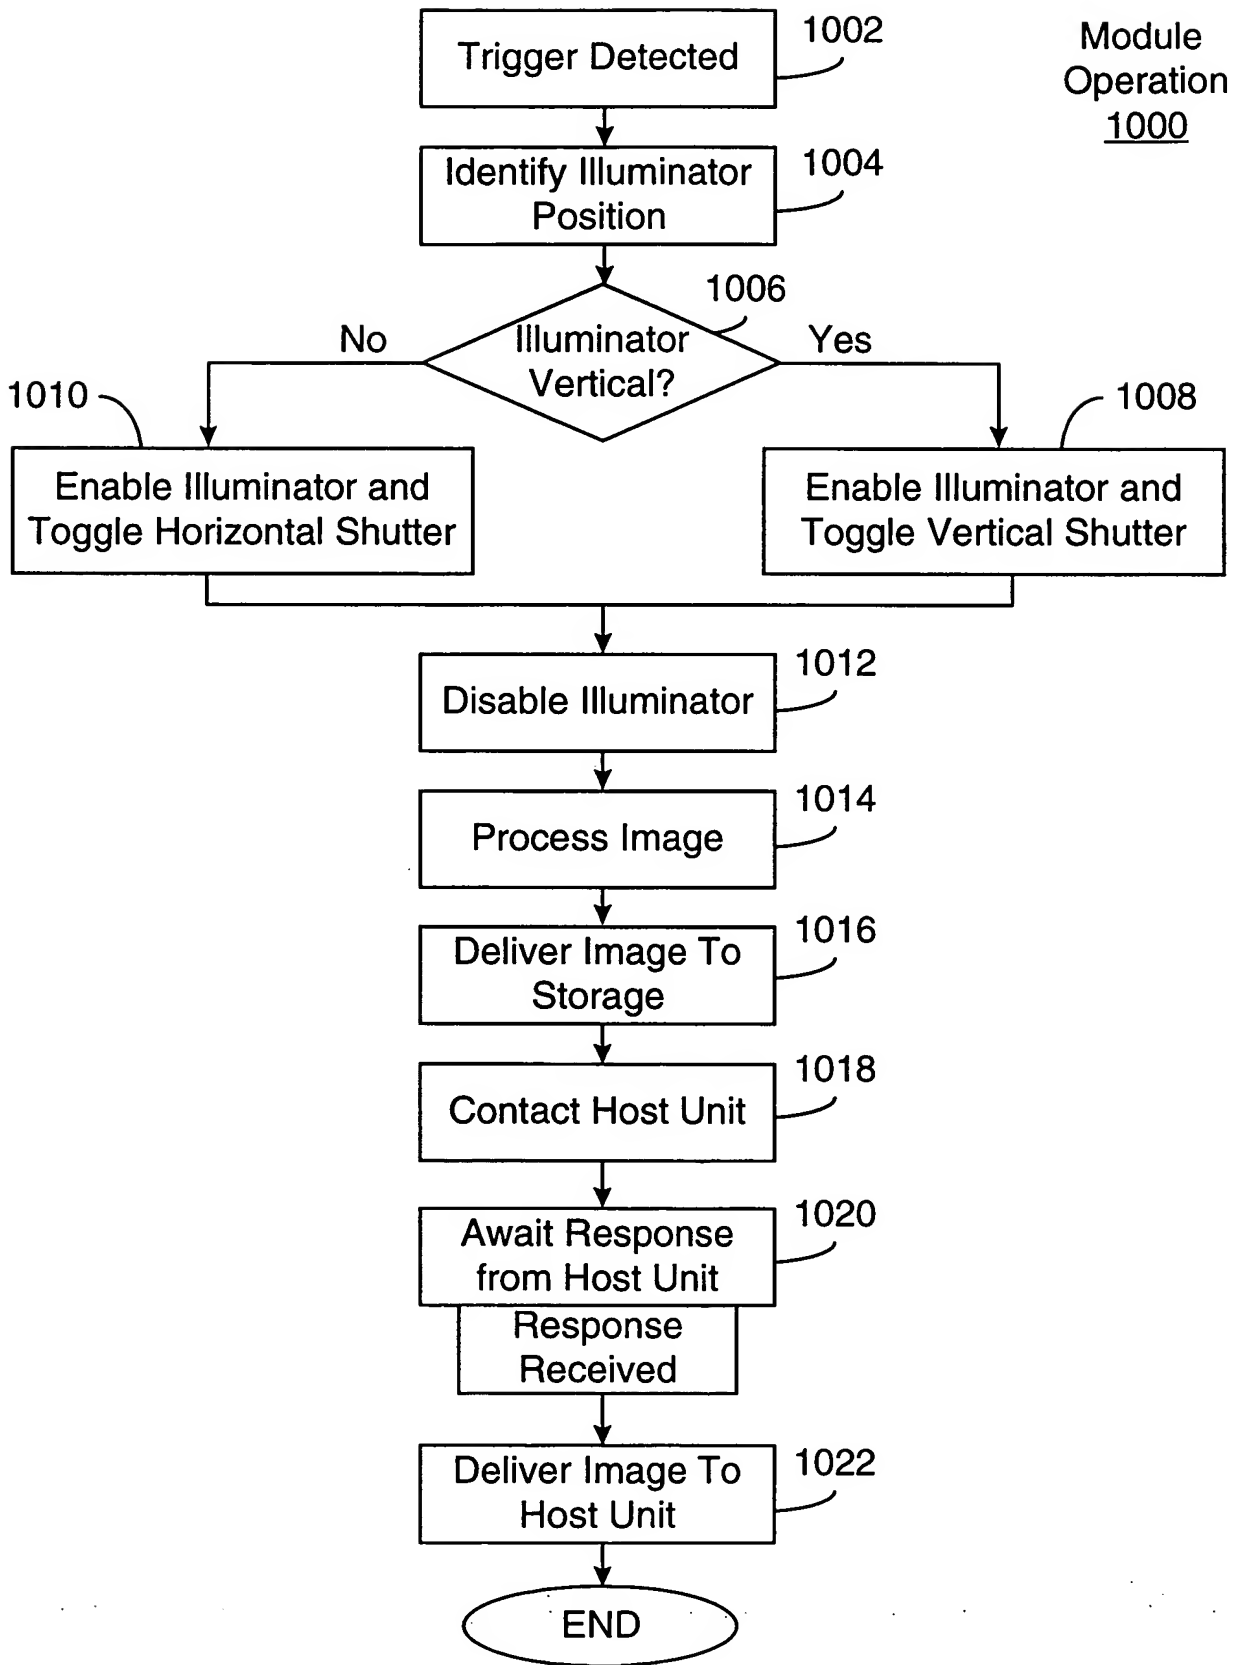 Module
Operation
1000
Trigger Detected
1002
Identify Illuminator
Position
1004
Illuminator
Vertical?
1006
No
Yes
1010
Enable Illuminator and
Toggle Horizontal Shutter
1008
Enable Illuminator and
Toggle Vertical Shutter
Disable Illuminator
1012
Process Image
1014
Deliver Image To
Storage
1016
Contact Host Unit
1018
Await Response
from Host Unit
1020
Response
Received
Deliver Image To
Host Unit
1022
END